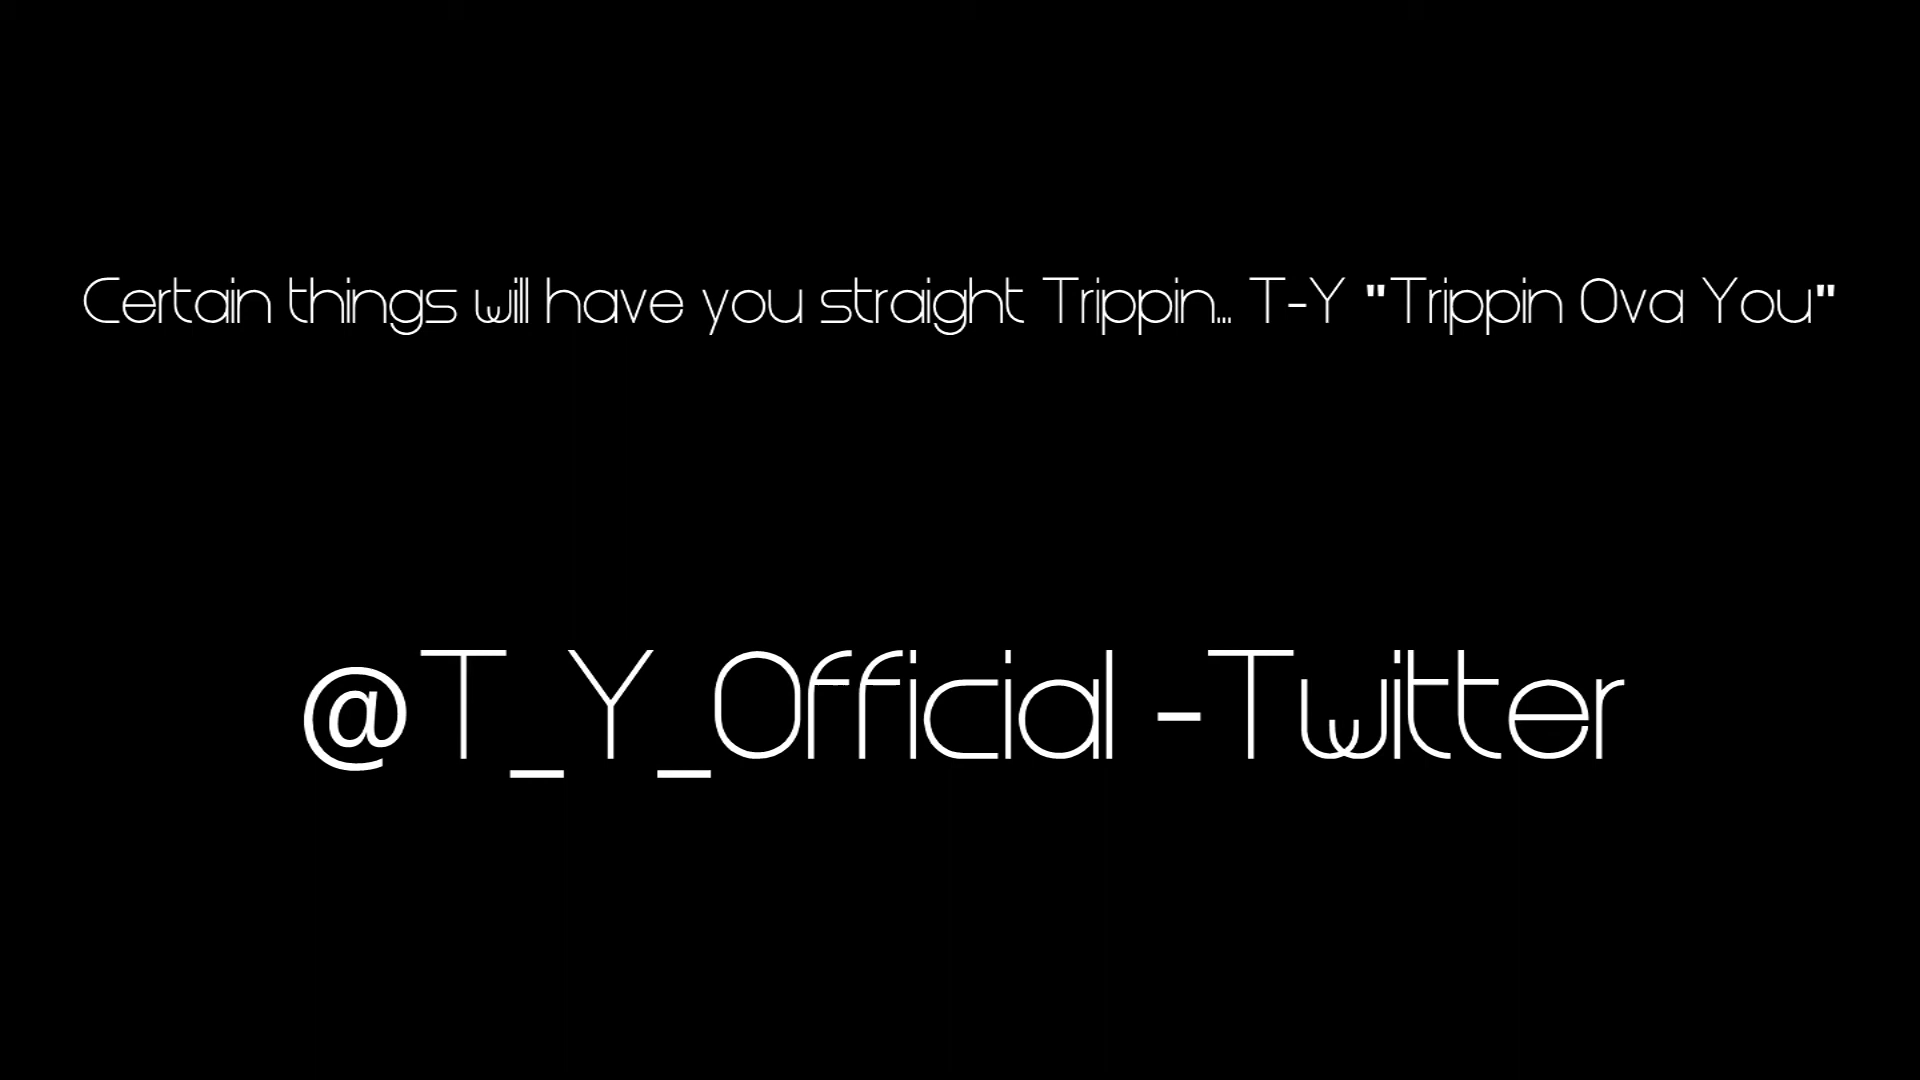 Certain things will have you straight Trippin... T-Y "Trippin Ova You"
@T_Y_Official -Twitter